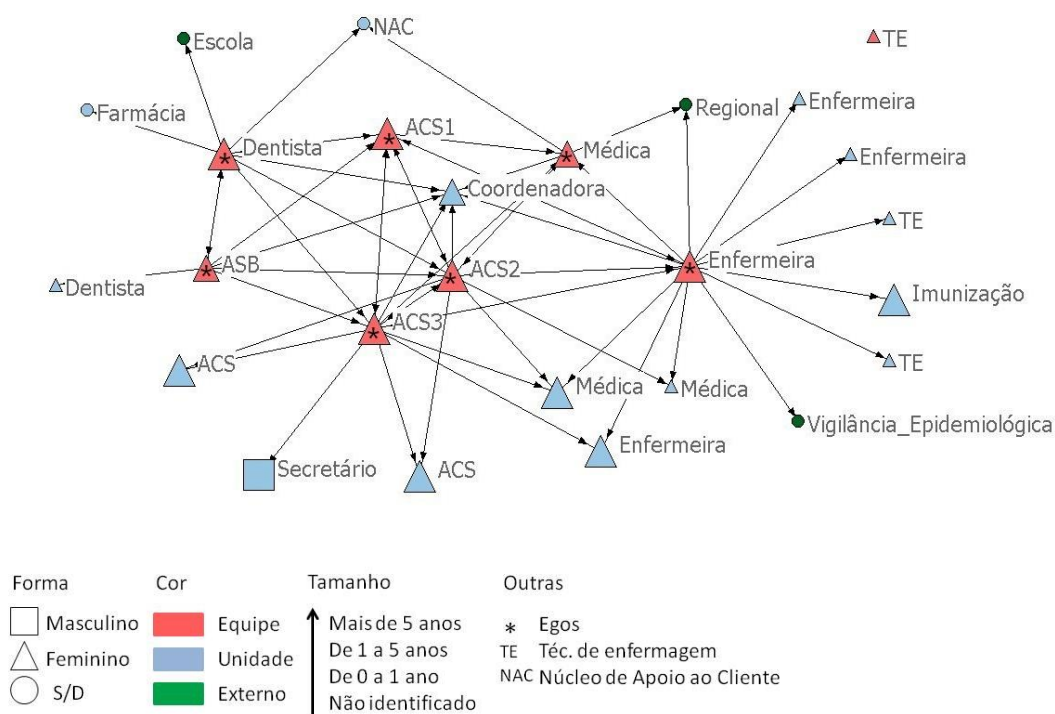 NAC
Escola
TE
Farmácia
Regional
Enfermeira
ACS1
Dentista
Médica
Enfermeira
Coordenadora
TE
ASB
ACS2
Enfermeira
Dentista
Imunização
ACS3
ACS
TE
Médica
Médica
Vigilância_Epidemiológica
Enfermeira
Secretário
ACS
Forma
Masculino
Feminino
S/D
Cor
Equipe
Unidade
Externo
Tamanho
Mais de 5 anos
De 1 a 5 anos
De 0 a 1 ano
Não identificado
Outras
* Egos
TE Téc. de enfermagem
NAC Núcleo de Apoio ao Cliente